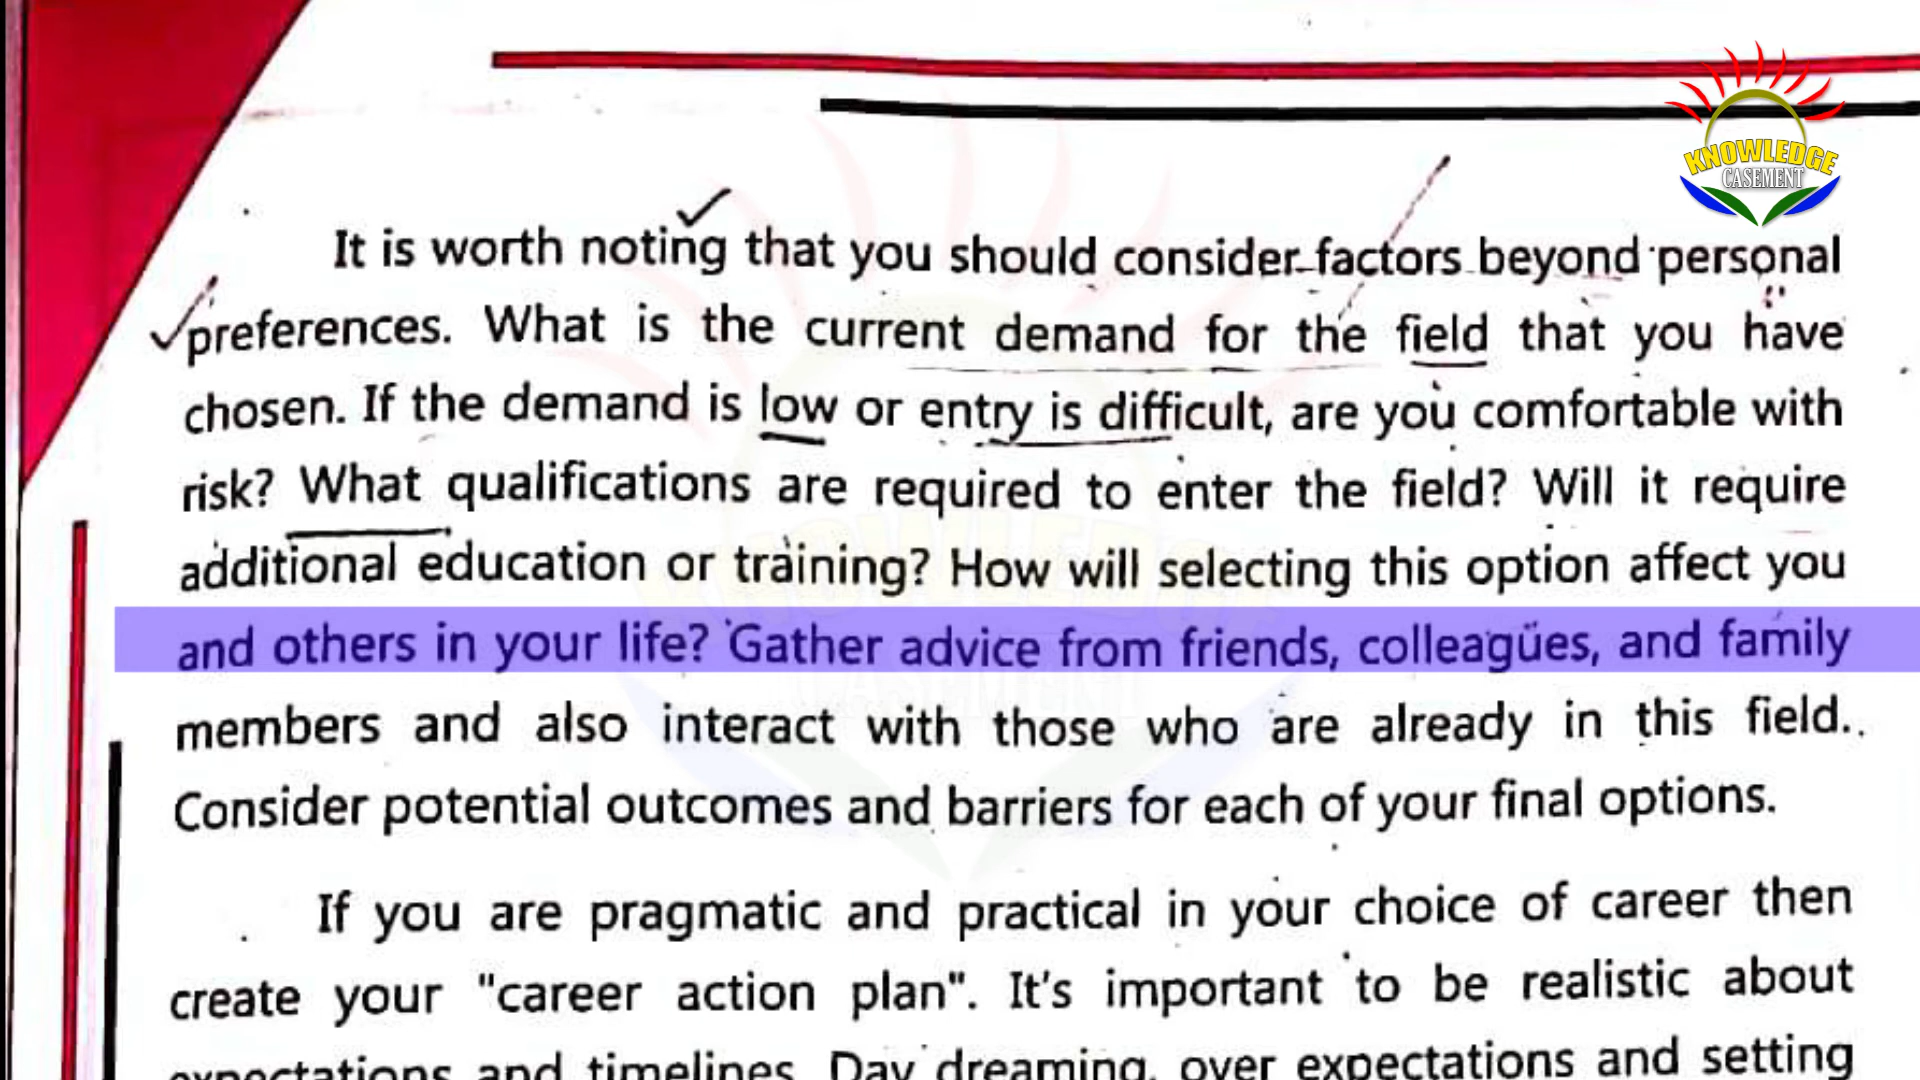 KNOWLEDGE
CASEMENT
It is worth noting that you should consider factors beyond personal
preferences. What is the current demand for the field that you have
chosen. If the demand is low or entry is difficult, are you comfortable with
risk? What qualifications are required to enter the field? Will it require
additional education or training? How will selecting this option affect you
and others in your life? Gather advice from friends, colleagues, and family
members and also interact with those who are already in this field.
Consider potential outcomes and barriers for each of your final options.
If you are pragmatic and practical in your choice of career then
create your "career action plan". It's important to be realistic about
expectations and timelines. Day dreaming, over expectations and setting